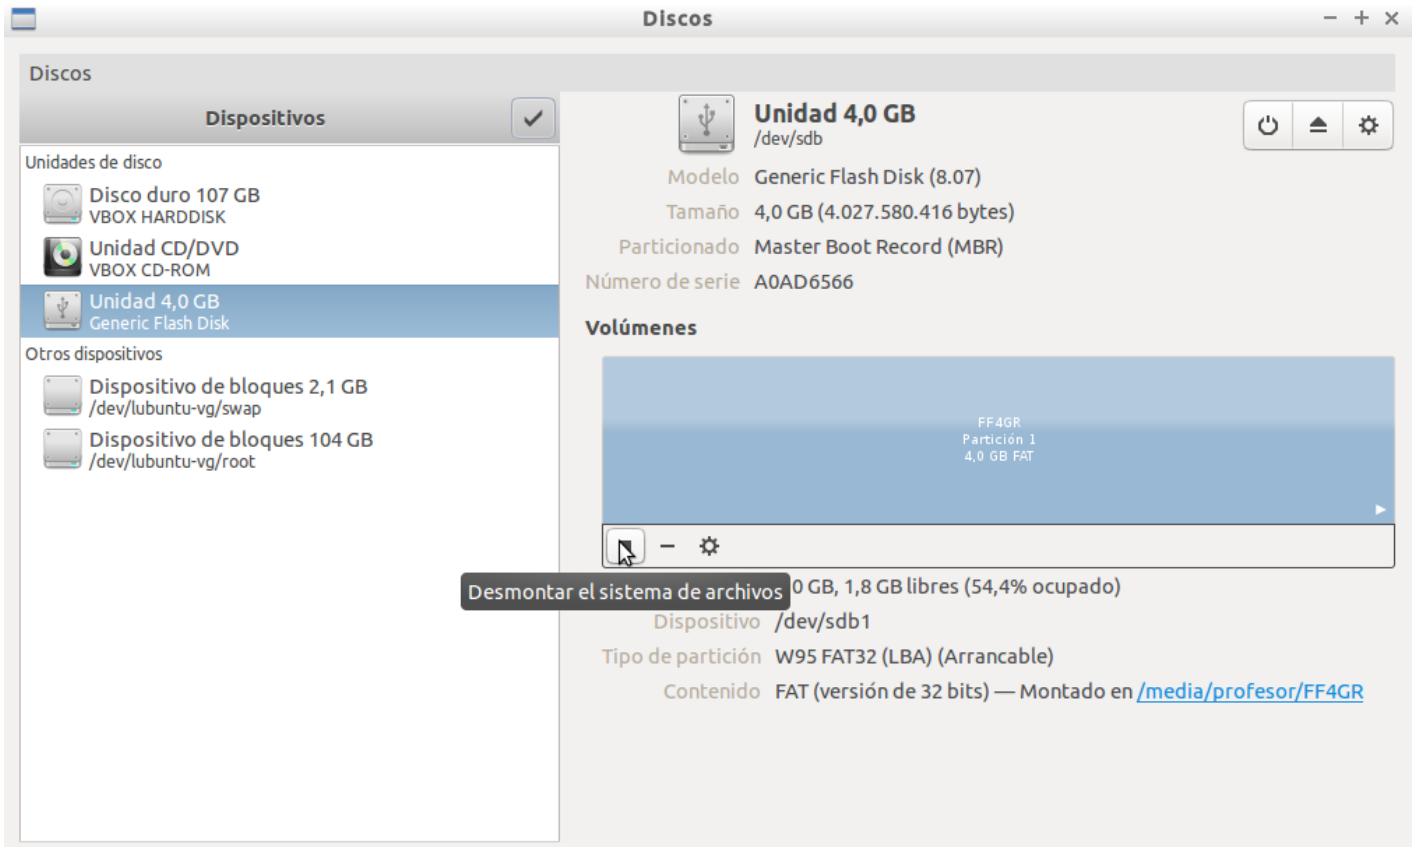 Discos
Discos
Dispositivos
Unidades de disco
Disco duro 107 GB
VBOX HARDDISK
Unidad CD/DVD
VBOX CD-ROM
Unidad 4,0 GB
Generic Flash Disk
Otros dispositivos
Dispositivo de bloques 2,1 GB
/dev/lubuntu-vg/swap
Dispositivo de bloques 104 GB
/dev/lubuntu-vg/root
Unidad 4,0 GB
/dev/sdb
Modelo Generic Flash Disk (8.07)
Tamaño 4,0 GB (4.027.580.416 bytes)
Particionado Master Boot Record (MBR)
Número de serie A0AD6566
Volúmenes
FF4GR
Partición 1
4,0 GB FAT
Desmontar el sistema de archivos
0 GB, 1,8 GB libres (54,4% ocupado)
Dispositivo /dev/sdb1
Tipo de partición W95 FAT32 (LBA) (Arrancable)
Contenido FAT (versión de 32 bits) — Montado en /media/profesor/FF4GR